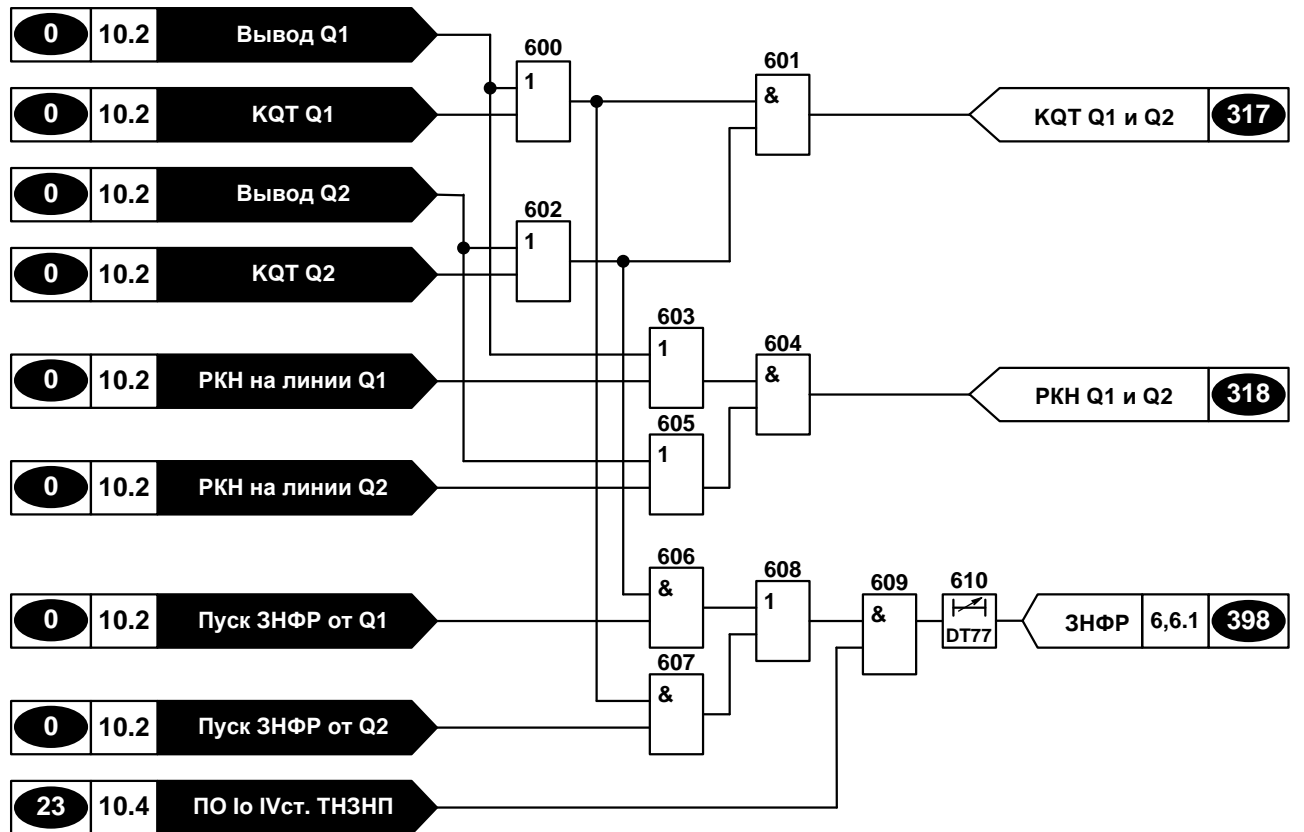 0 10.2 Вывод Q1
600
1
601
&
0 10.2 KQT Q1
KQT Q1 и Q2 317
0 10.2 Вывод Q2
602
1
0 10.2 KQT Q2
603
1
604
&
0 10.2 РКН на линии Q1
РКН Q1 и Q2 318
605
1
0 10.2 РКН на линии Q2
606
&
608
1
609
&
610
DT77
0 10.2 Пуск ЗНФР от Q1
ЗНФР 6,6.1 398
607
&
0 10.2 Пуск ЗНФР от Q2
23 10.4 ПО Io IVст. ТНЗНП